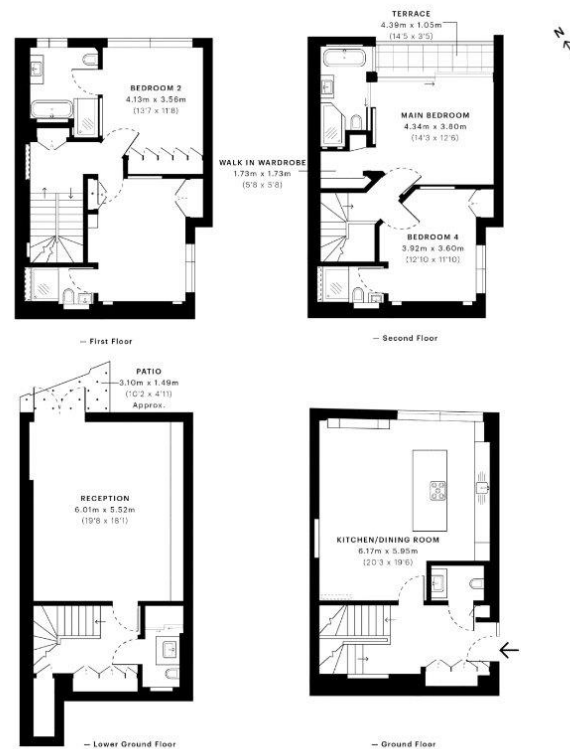 TERRACE
4.39m x 1.05m
(14'5 x 3'5)
N
BEDROOM 2
4.13m x 3.56m
(13'7 x 11'8)
MAIN BEDROOM
4.34m x 3.80m
(14'3 x 12'6)
WALK IN WARDROBE
1.73m x 1.73m
(5'8 x 5'8)
BEDROOM 4
3.92m x 3.60m
(12'10 x 11'10)
— First Floor
— Second Floor
PATIO
3.10m x 1.49m
(10'2 x 4'11)
Approx.
RECEPTION
6.01m x 5.52m
(19'8 x 18'1)
KITCHEN/DINING ROOM
6.17m x 5.95m
(20'3 x 19'6)
— Lower Ground Floor
— Ground Floor